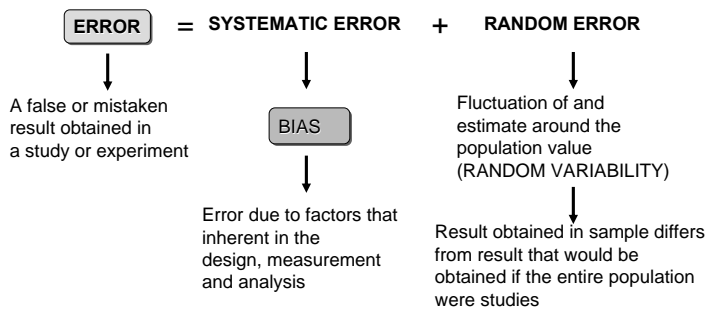 ERROR = SYSTEMATIC ERROR + RANDOM ERROR
A false or mistaken
result obtained in
a study or experiment
BIAS
Error due to factors that
inherent in the
design, measurement
and analysis
Fluctuation of and
estimate around the
population value
(RANDOM VARIABILITY)
Result obtained in sample differs
from result that would be
obtained if the entire population
were studies